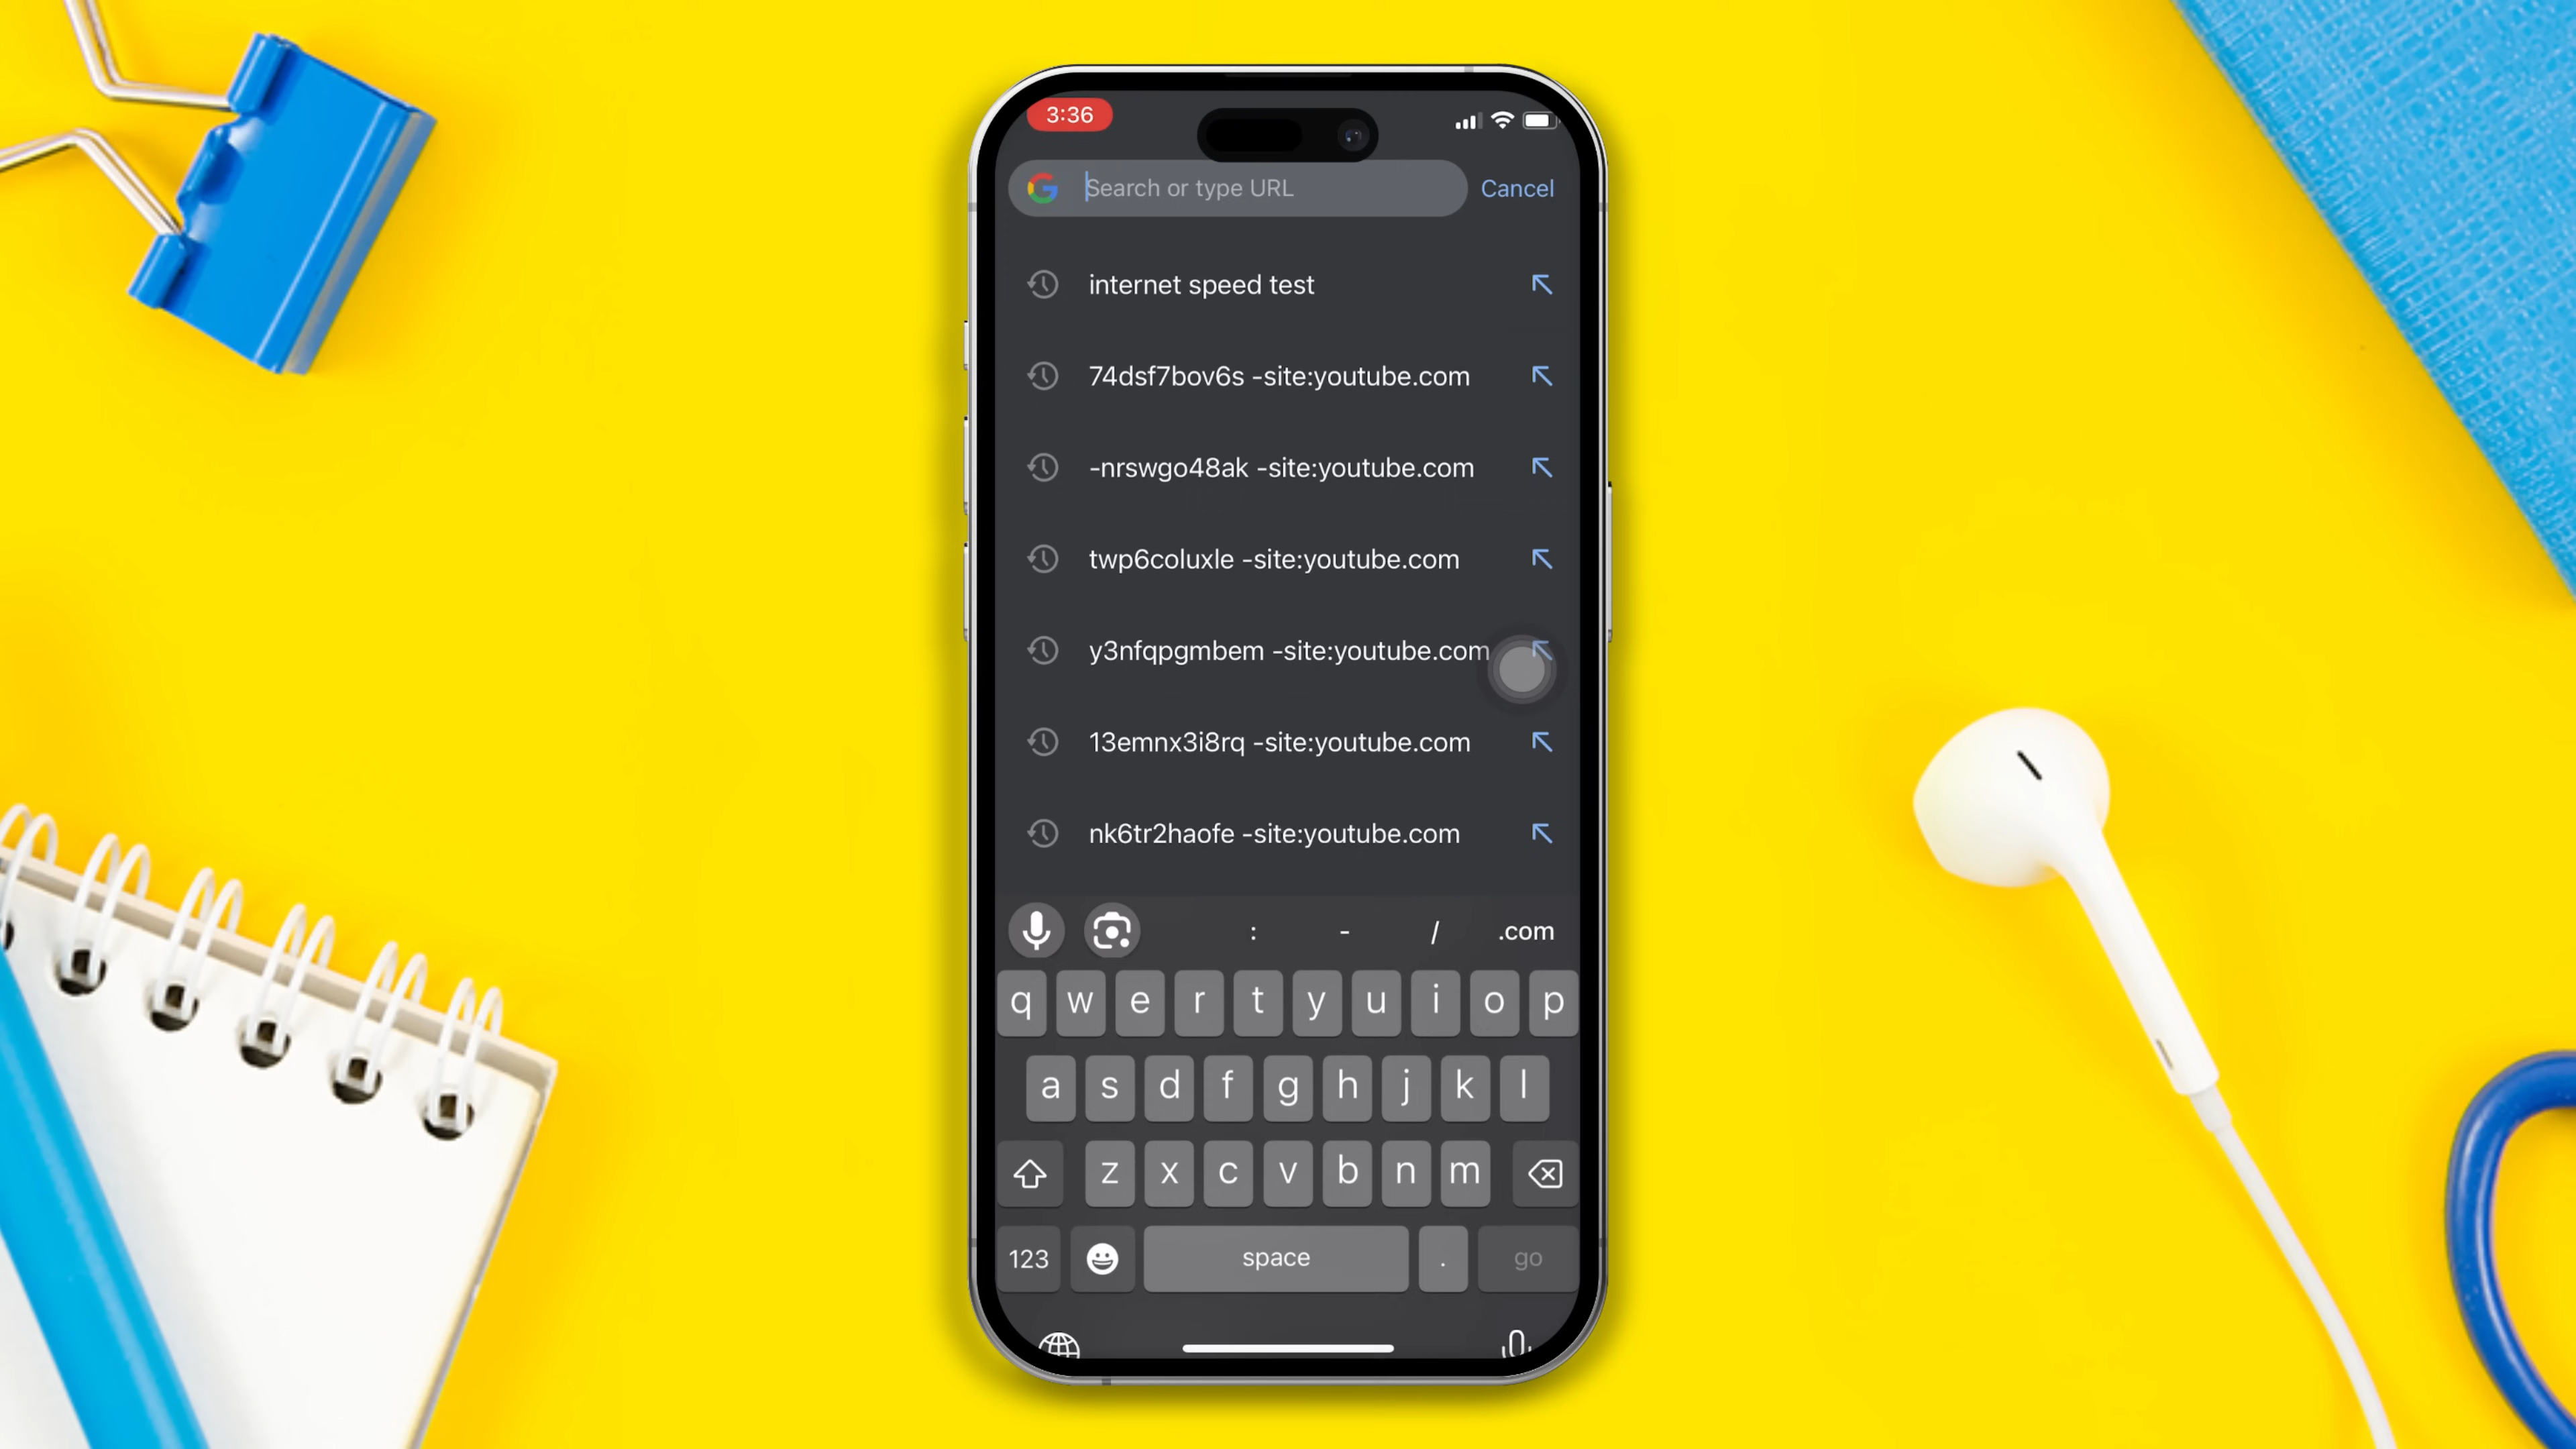 3:36
Search or type URL Cancel
internet speed test
74dsf7bov6s -site:youtube.com
-nrswgo48ak -site:youtube.com
twp6coluxle -site:youtube.com
y3nfqpgmbem -site:youtube.com
13emnx3i8rq -site:youtube.com
nk6tr2haofe -site:youtube.com
: - / .com
q w e r t y u i o p
a s d f g h j k l
z x c v b n m
123 space . go